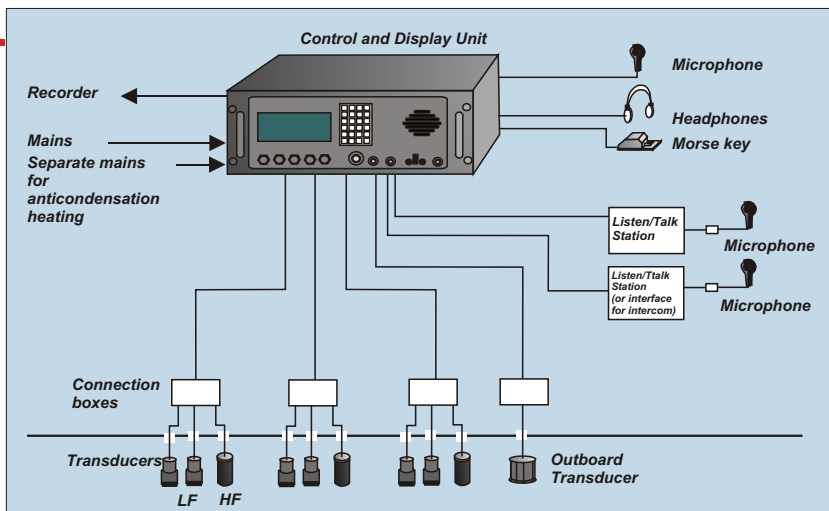 Control and Display Unit
Recorder
Mains
Separate mains
for
anticondensation
heating
Microphone
Headphones
Morse key
Listen/Talk
Station
Microphone
Listen/Ttalk
Station
(or interface
for intercom)
Microphone
Connection
boxes
Transducers
LF
HF
Outboard
Transducer